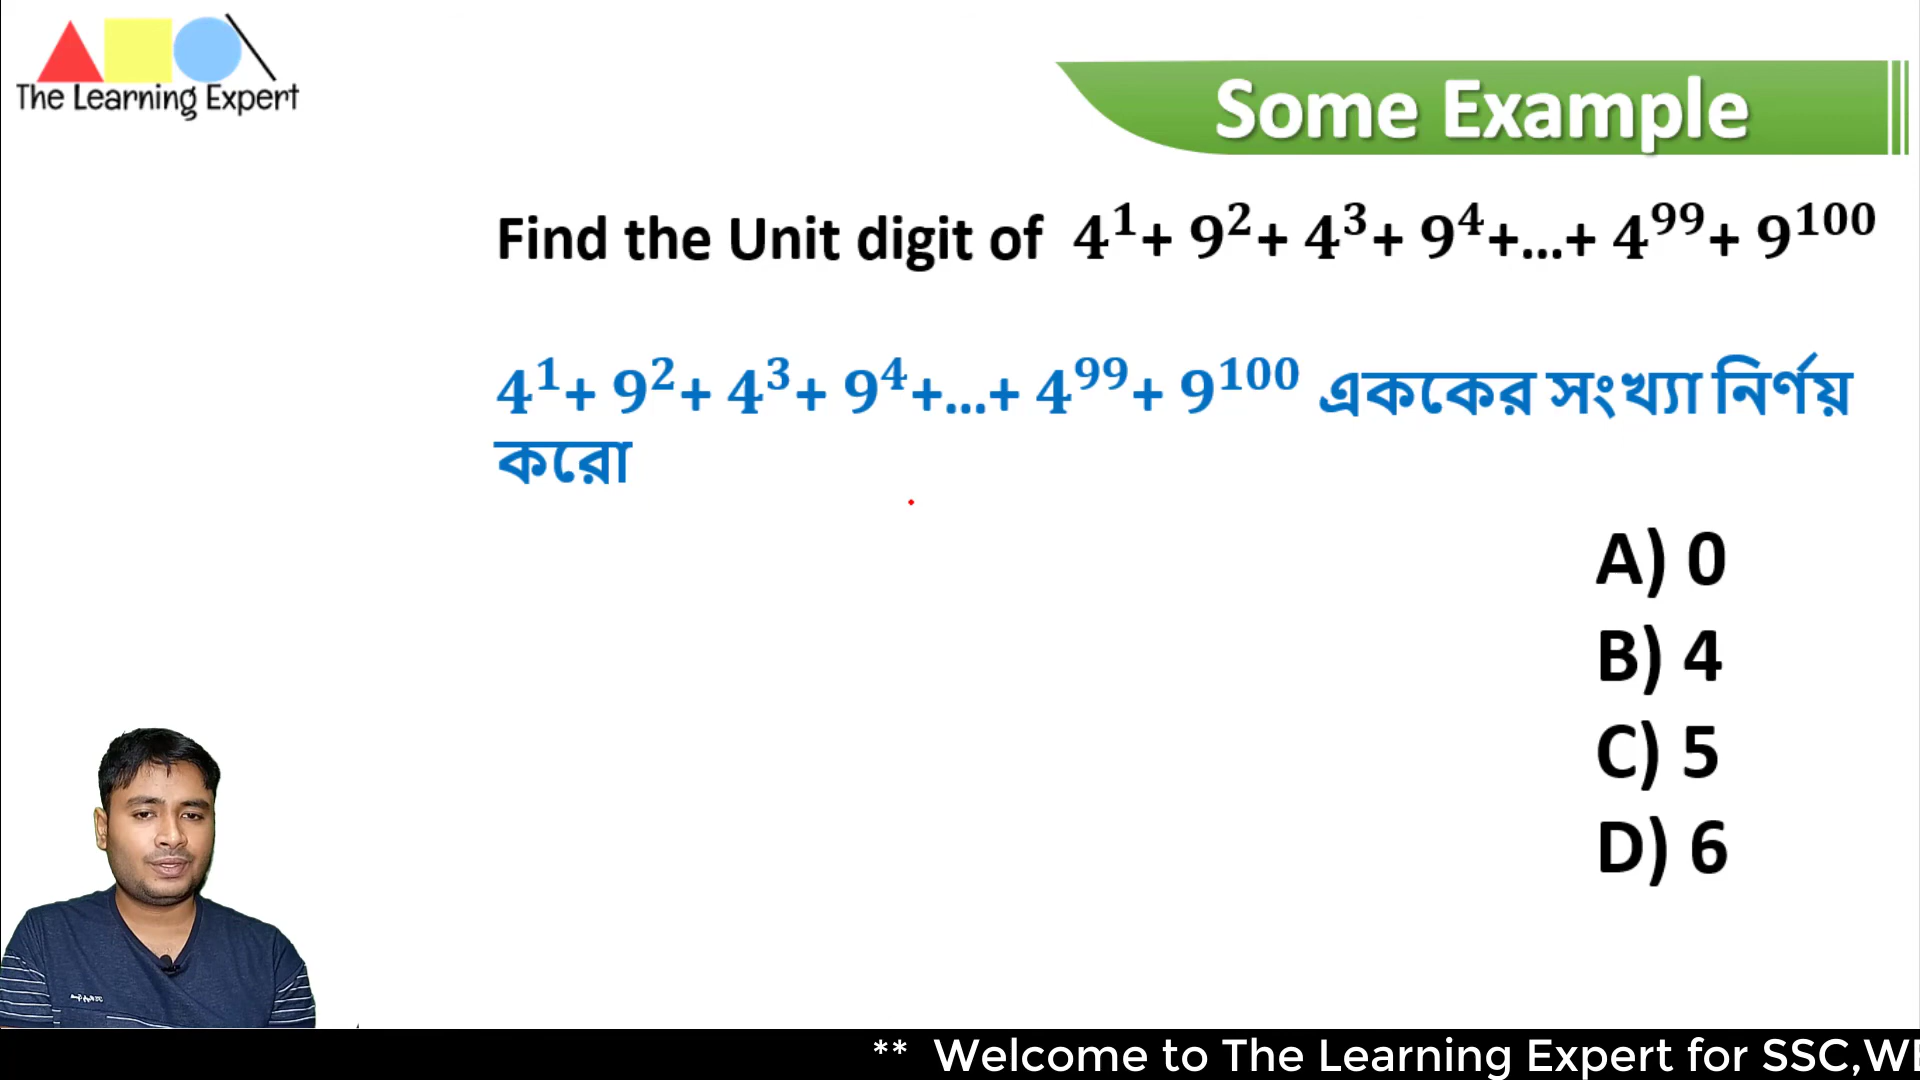 The Learning Expert
Some Example
Find the Unit digit of 4¹+ 9²+ 4³+ 9⁴+...+ 4⁹⁹+ 9¹⁰⁰
4¹+ 9²+ 4³+ 9⁴+...+ 4⁹⁹+ 9¹⁰⁰ এককের সংখ্যা নির্ণয়
করো
A) 0
B) 4
C) 5
D) 6
** Welcome to The Learning Expert for SSC,